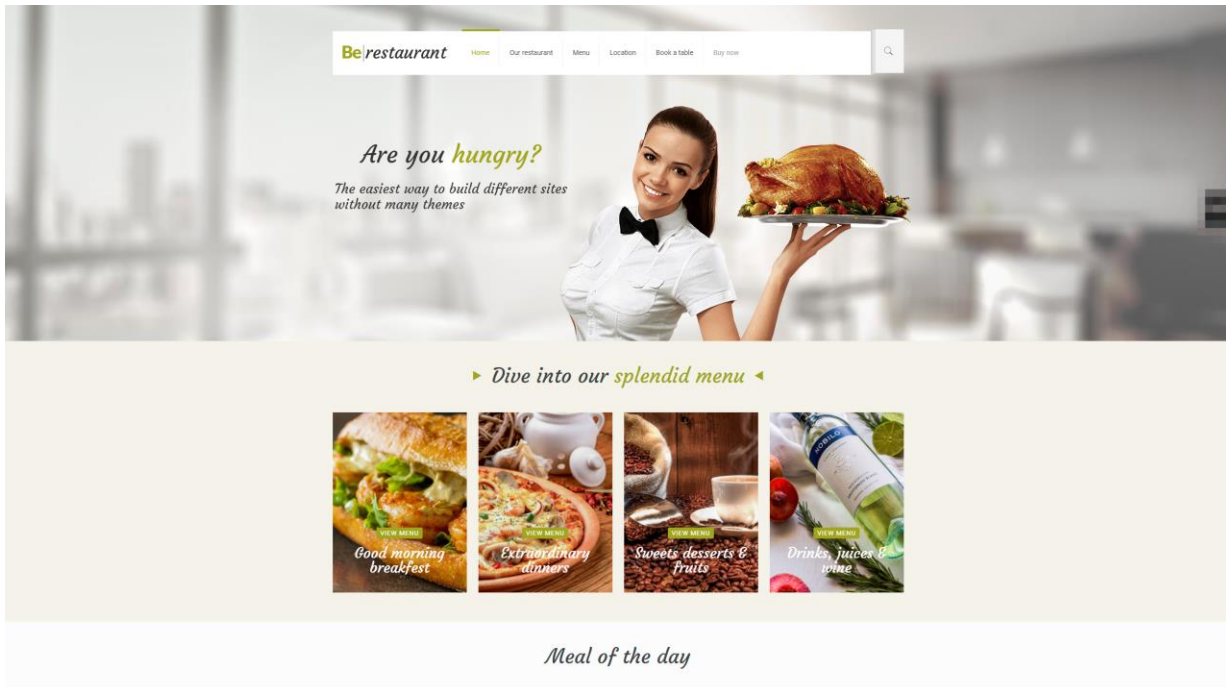 Be restaurant
Home Our restaurant Menu Location Book a table Buy now
Are you hungry?
The easiest way to build different sites
without many themes
Dive into our splendid menu
VIEW MENU
Good morning
breakfest
VIEW MENU
Extraordinary
dinners
VIEW MENU
Sweets desserts &
fruits
NOBILO
VIEW MENU
Drinks, juices &
wine
Meal of the day